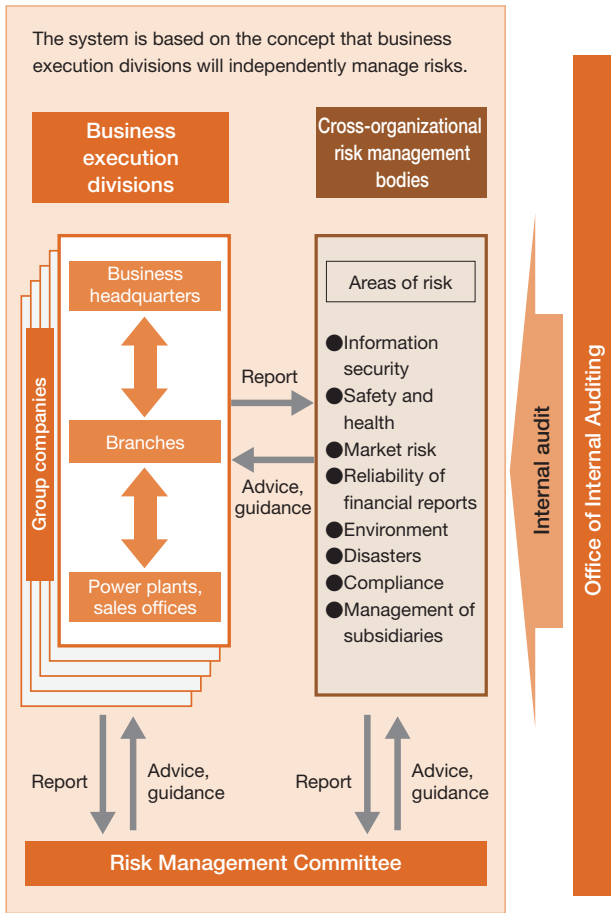 The system is based on the concept that business
execution divisions will independently manage risks.
Business
execution
divisions
Cross-organizational
risk management
bodies
Group companies
Business
headquarters
Branches
Power plants,
sales offices
Report
Advice,
guidance
Areas of risk
●Information
security
●Safety and
health
●Market risk
●Reliability of
financial reports
●Environment
●Disasters
●Compliance
●Management of
subsidiaries
Internal audit
Office of Internal Auditing
Report
Advice,
guidance
Report
Advice,
guidance
Risk Management Committee